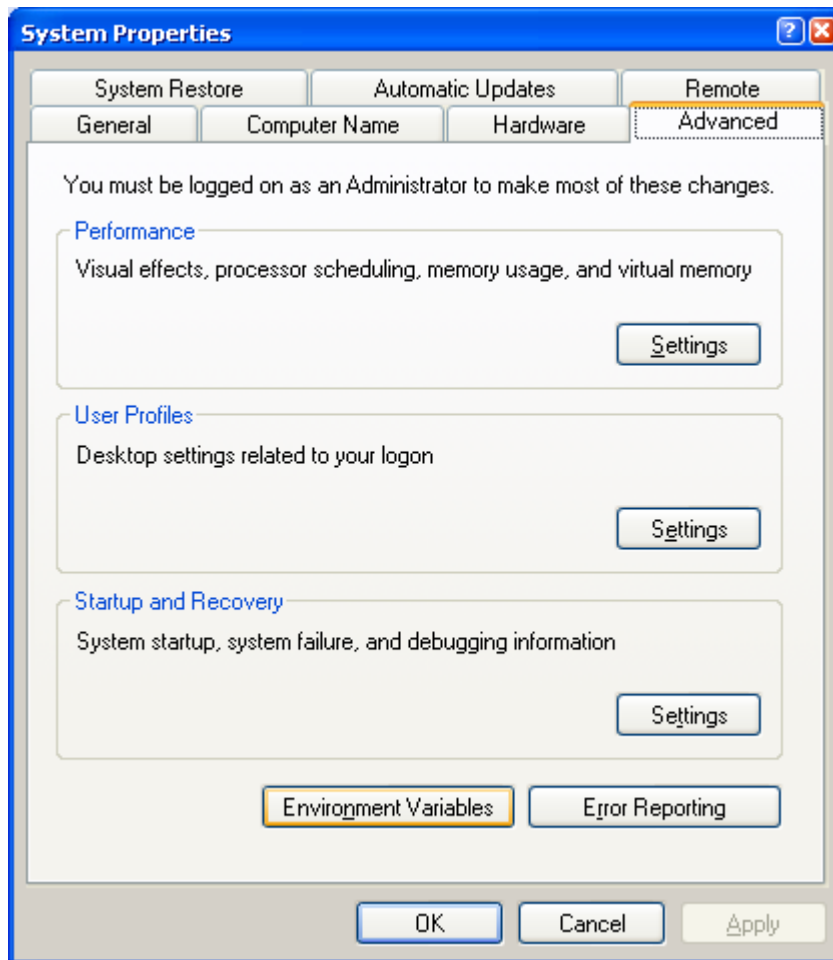 System Properties
System Restore Automatic Updates Remote
General Computer Name Hardware Advanced
You must be logged on as an Administrator to make most of these changes.
Performance
Visual effects, processor scheduling, memory usage, and virtual memory
Settings
User Profiles
Desktop settings related to your logon
Settings
Startup and Recovery
System startup, system failure, and debugging information
Settings
Environment Variables Error Reporting
OK Cancel Apply